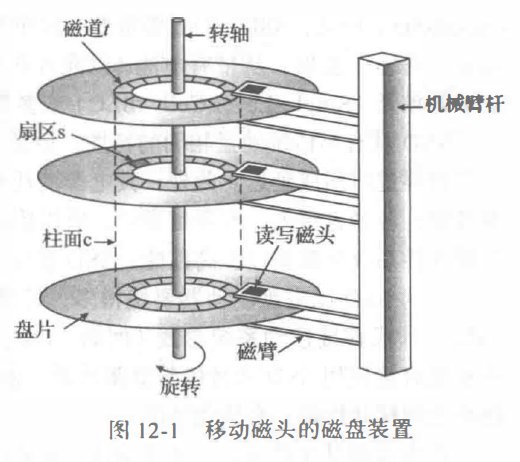 磁道t
转轴
机械臂杆
扇区s
柱面c
读写磁头
盘片
磁臂
旋转
图 12-1 移动磁头的磁盘装置